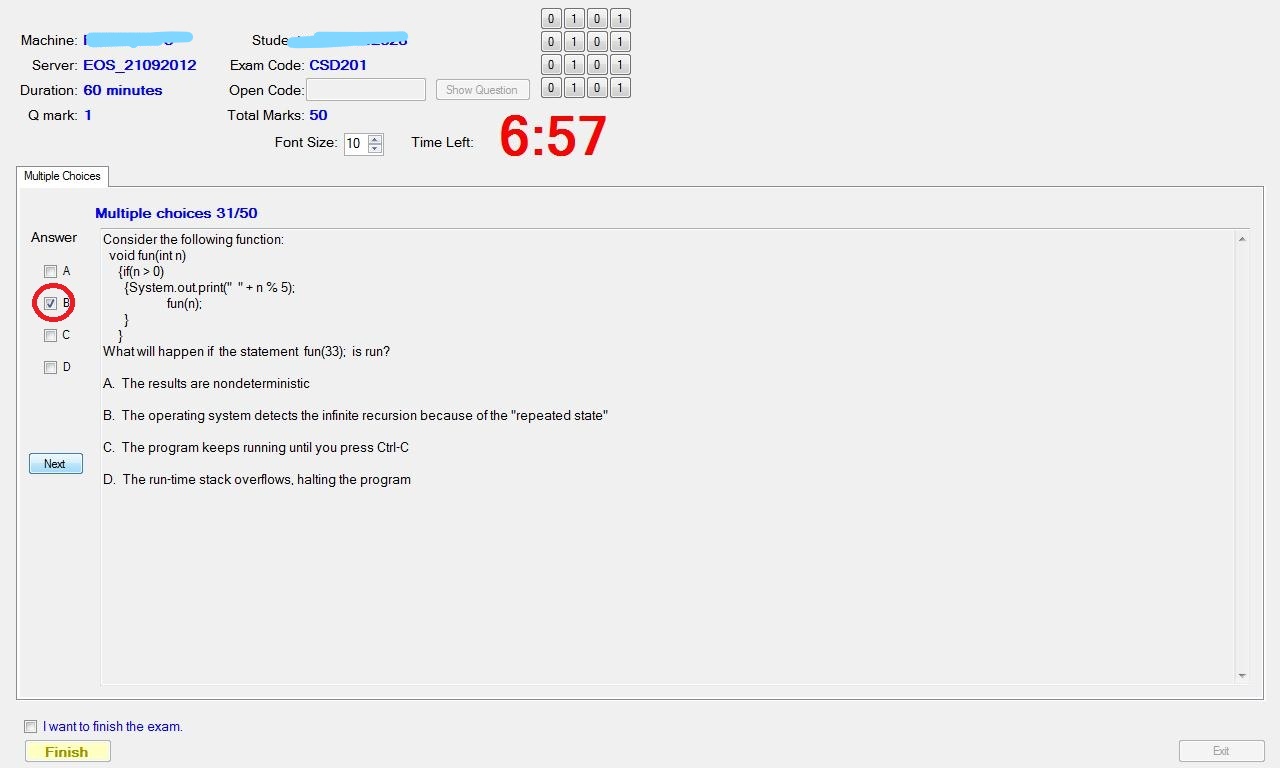 Machine:
Server: EOS_21092012
Duration: 60 minutes
Q mark: 1
Exam Code: CSD201
Open Code: Show Question
Total Marks: 50
Font Size: 10 Time Left: 6:57
0 1 0 1
0 1 0 1
0 1 0 1
0 1 0 1
Multiple Choices
Multiple choices 31/50
Answer
A
B
C
D
Next
Consider the following function:
void fun(int n)
{if(n > 0)
{System.out.print(" " + n % 5);
fun(n);
}
}
What will happen if the statement fun(33); is run?
A. The results are nondeterministic
B. The operating system detects the infinite recursion because of the "repeated state"
C. The program keeps running until you press Ctrl-C
D. The run-time stack overflows, halting the program
I want to finish the exam.
Finish
Exit